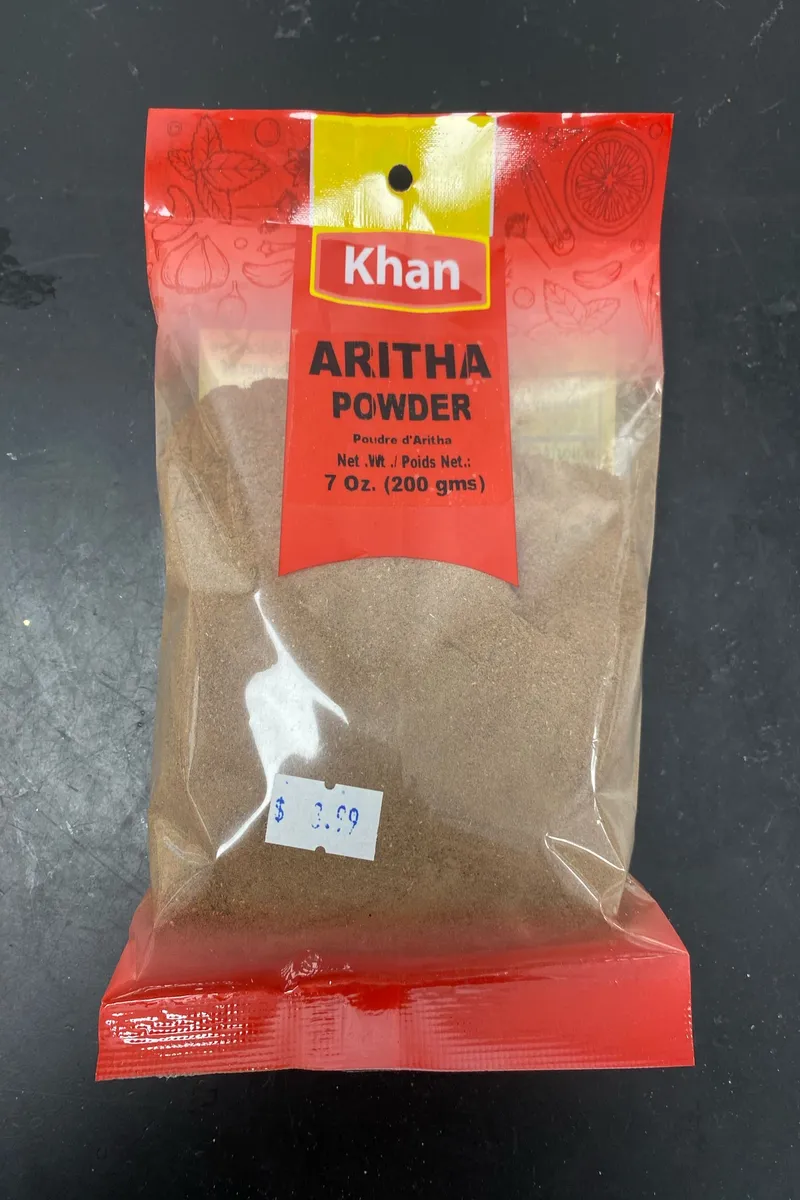 Khan
ARITHA
POWDER
Poudre d'Aritha
Net .Wt ./ Poids Net.:
7 Oz. (200 gms)
$